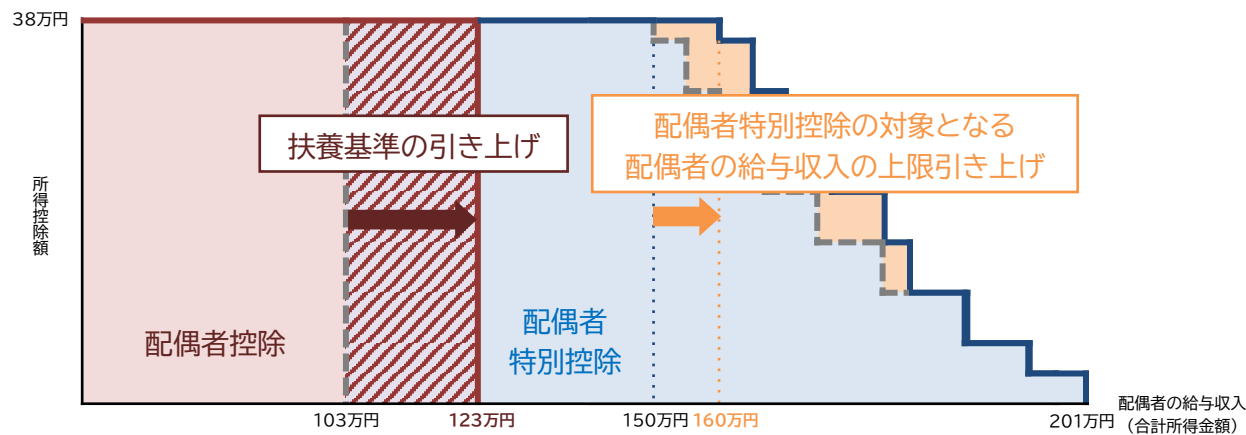 38万円
扶養基準の引き上げ
配偶者特別控除の対象となる
配偶者の給与収入の上限引き上げ
所得控除額
配偶者控除
配偶者
特別控除
103万円
123万円
150万円
160万円
201万円
配偶者の給与収入
（合計所得金額）